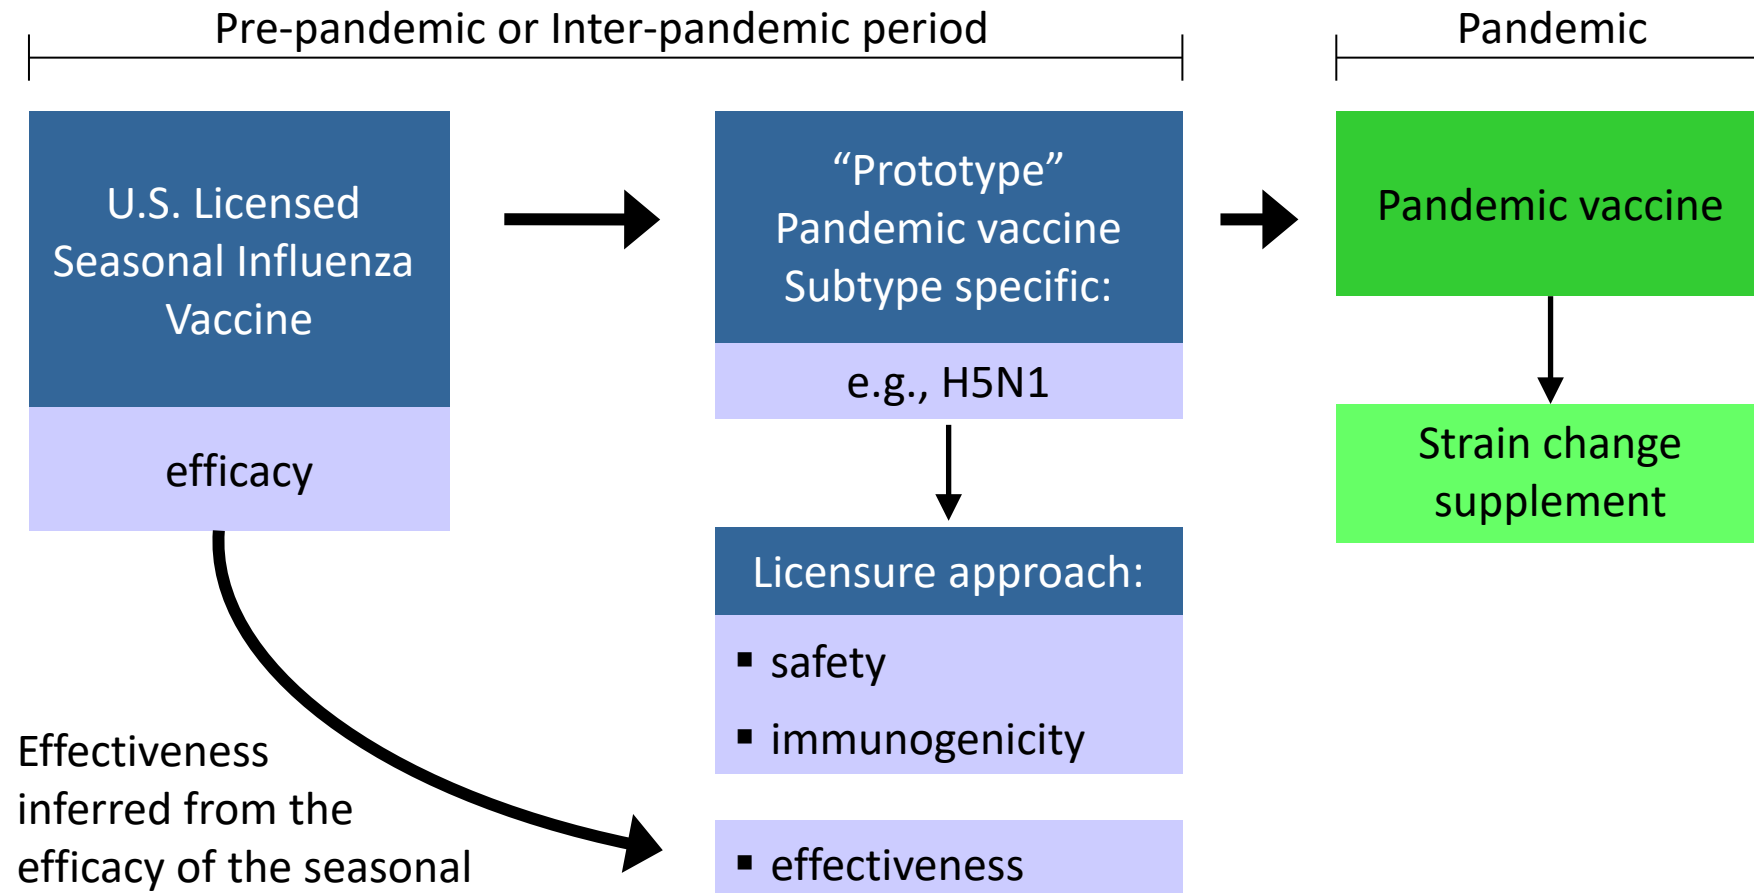 Pre-pandemic or Inter-pandemic period
Pandemic
U.S. Licensed
Seasonal Influenza
Vaccine
efficacy
“Prototype”
Pandemic vaccine
Subtype specific:
e.g., H5N1
Licensure approach:
▪ safety
▪ immunogenicity
▪ effectiveness
Pandemic vaccine
Strain change
supplement
Effectiveness
inferred from the
efficacy of the seasonal